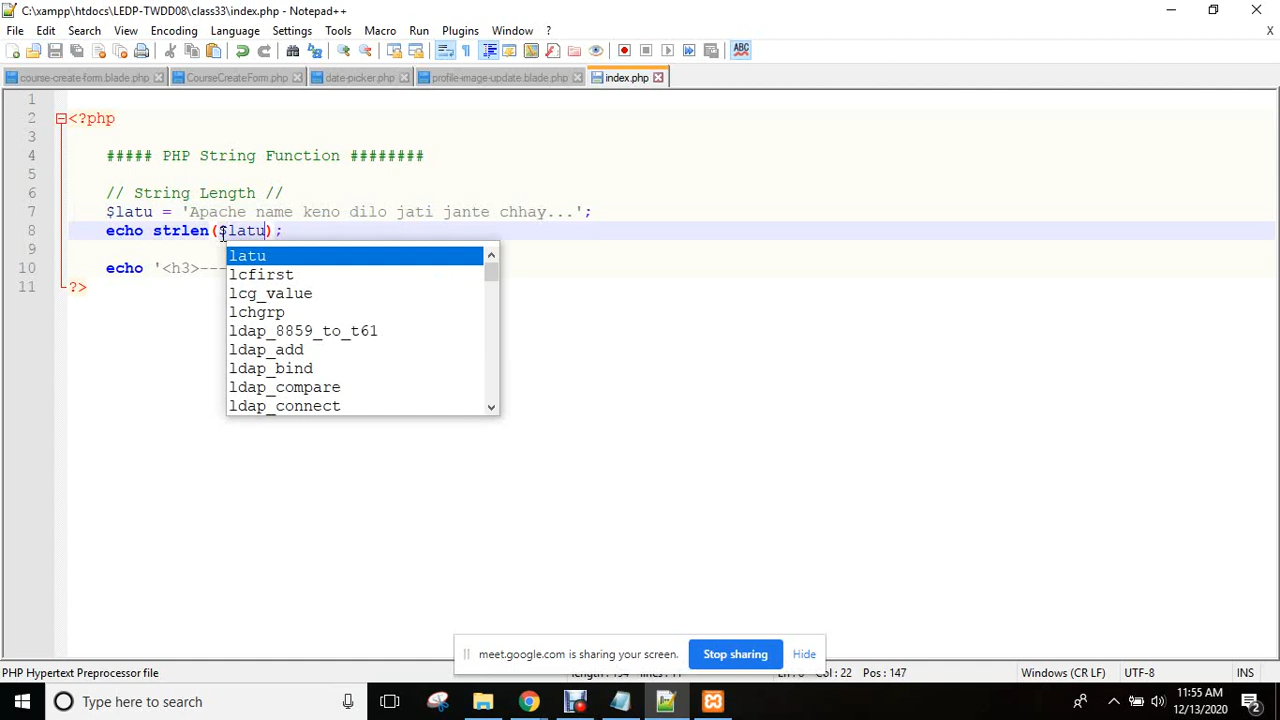 C:\xampp\htdocs\LEDP-TWDD08\class33\index.php - Notepad++
File Edit Search View Encoding Language Settings Tools Macro Run Plugins Window ? X
course-create-form.blade.php CourseCreateForm.php date-picker.php profile-image-update.blade.php index.php
1
2 <?php
3
4 ##### PHP String Function ########
5
6 // String Length //
7 $latu = 'Apache name keno dilo jati jante chhay...';
8 echo strlen($latu);
9
10 echo '<h3>---
11 ?>
latu
lcfirst
lcg_value
lchgrp
ldap_8859_to_t61
ldap_add
ldap_bind
ldap_compare
ldap_connect
meet.google.com is sharing your screen. Stop sharing Hide
PHP Hypertext Preprocessor file Col : 22 Pos : 147 Windows (CR LF) UTF-8 INS
Type here to search
11:55 AM
12/13/2020
2